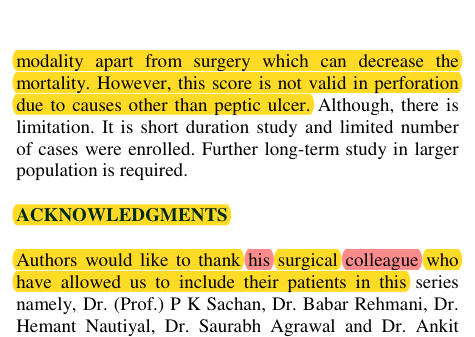 modality apart from surgery which can decrease the
mortality. However, this score is not valid in perforation
due to causes other than peptic ulcer. Although, there is
limitation. It is short duration study and limited number
of cases were enrolled. Further long-term study in larger
population is required.
ACKNOWLEDGMENTS
Authors would like to thank his surgical colleague who
have allowed us to include their patients in this series
namely, Dr. (Prof.) P K Sachan, Dr. Babar Rehmani, Dr.
Hemant Nautiyal, Dr. Saurabh Agrawal and Dr. Ankit